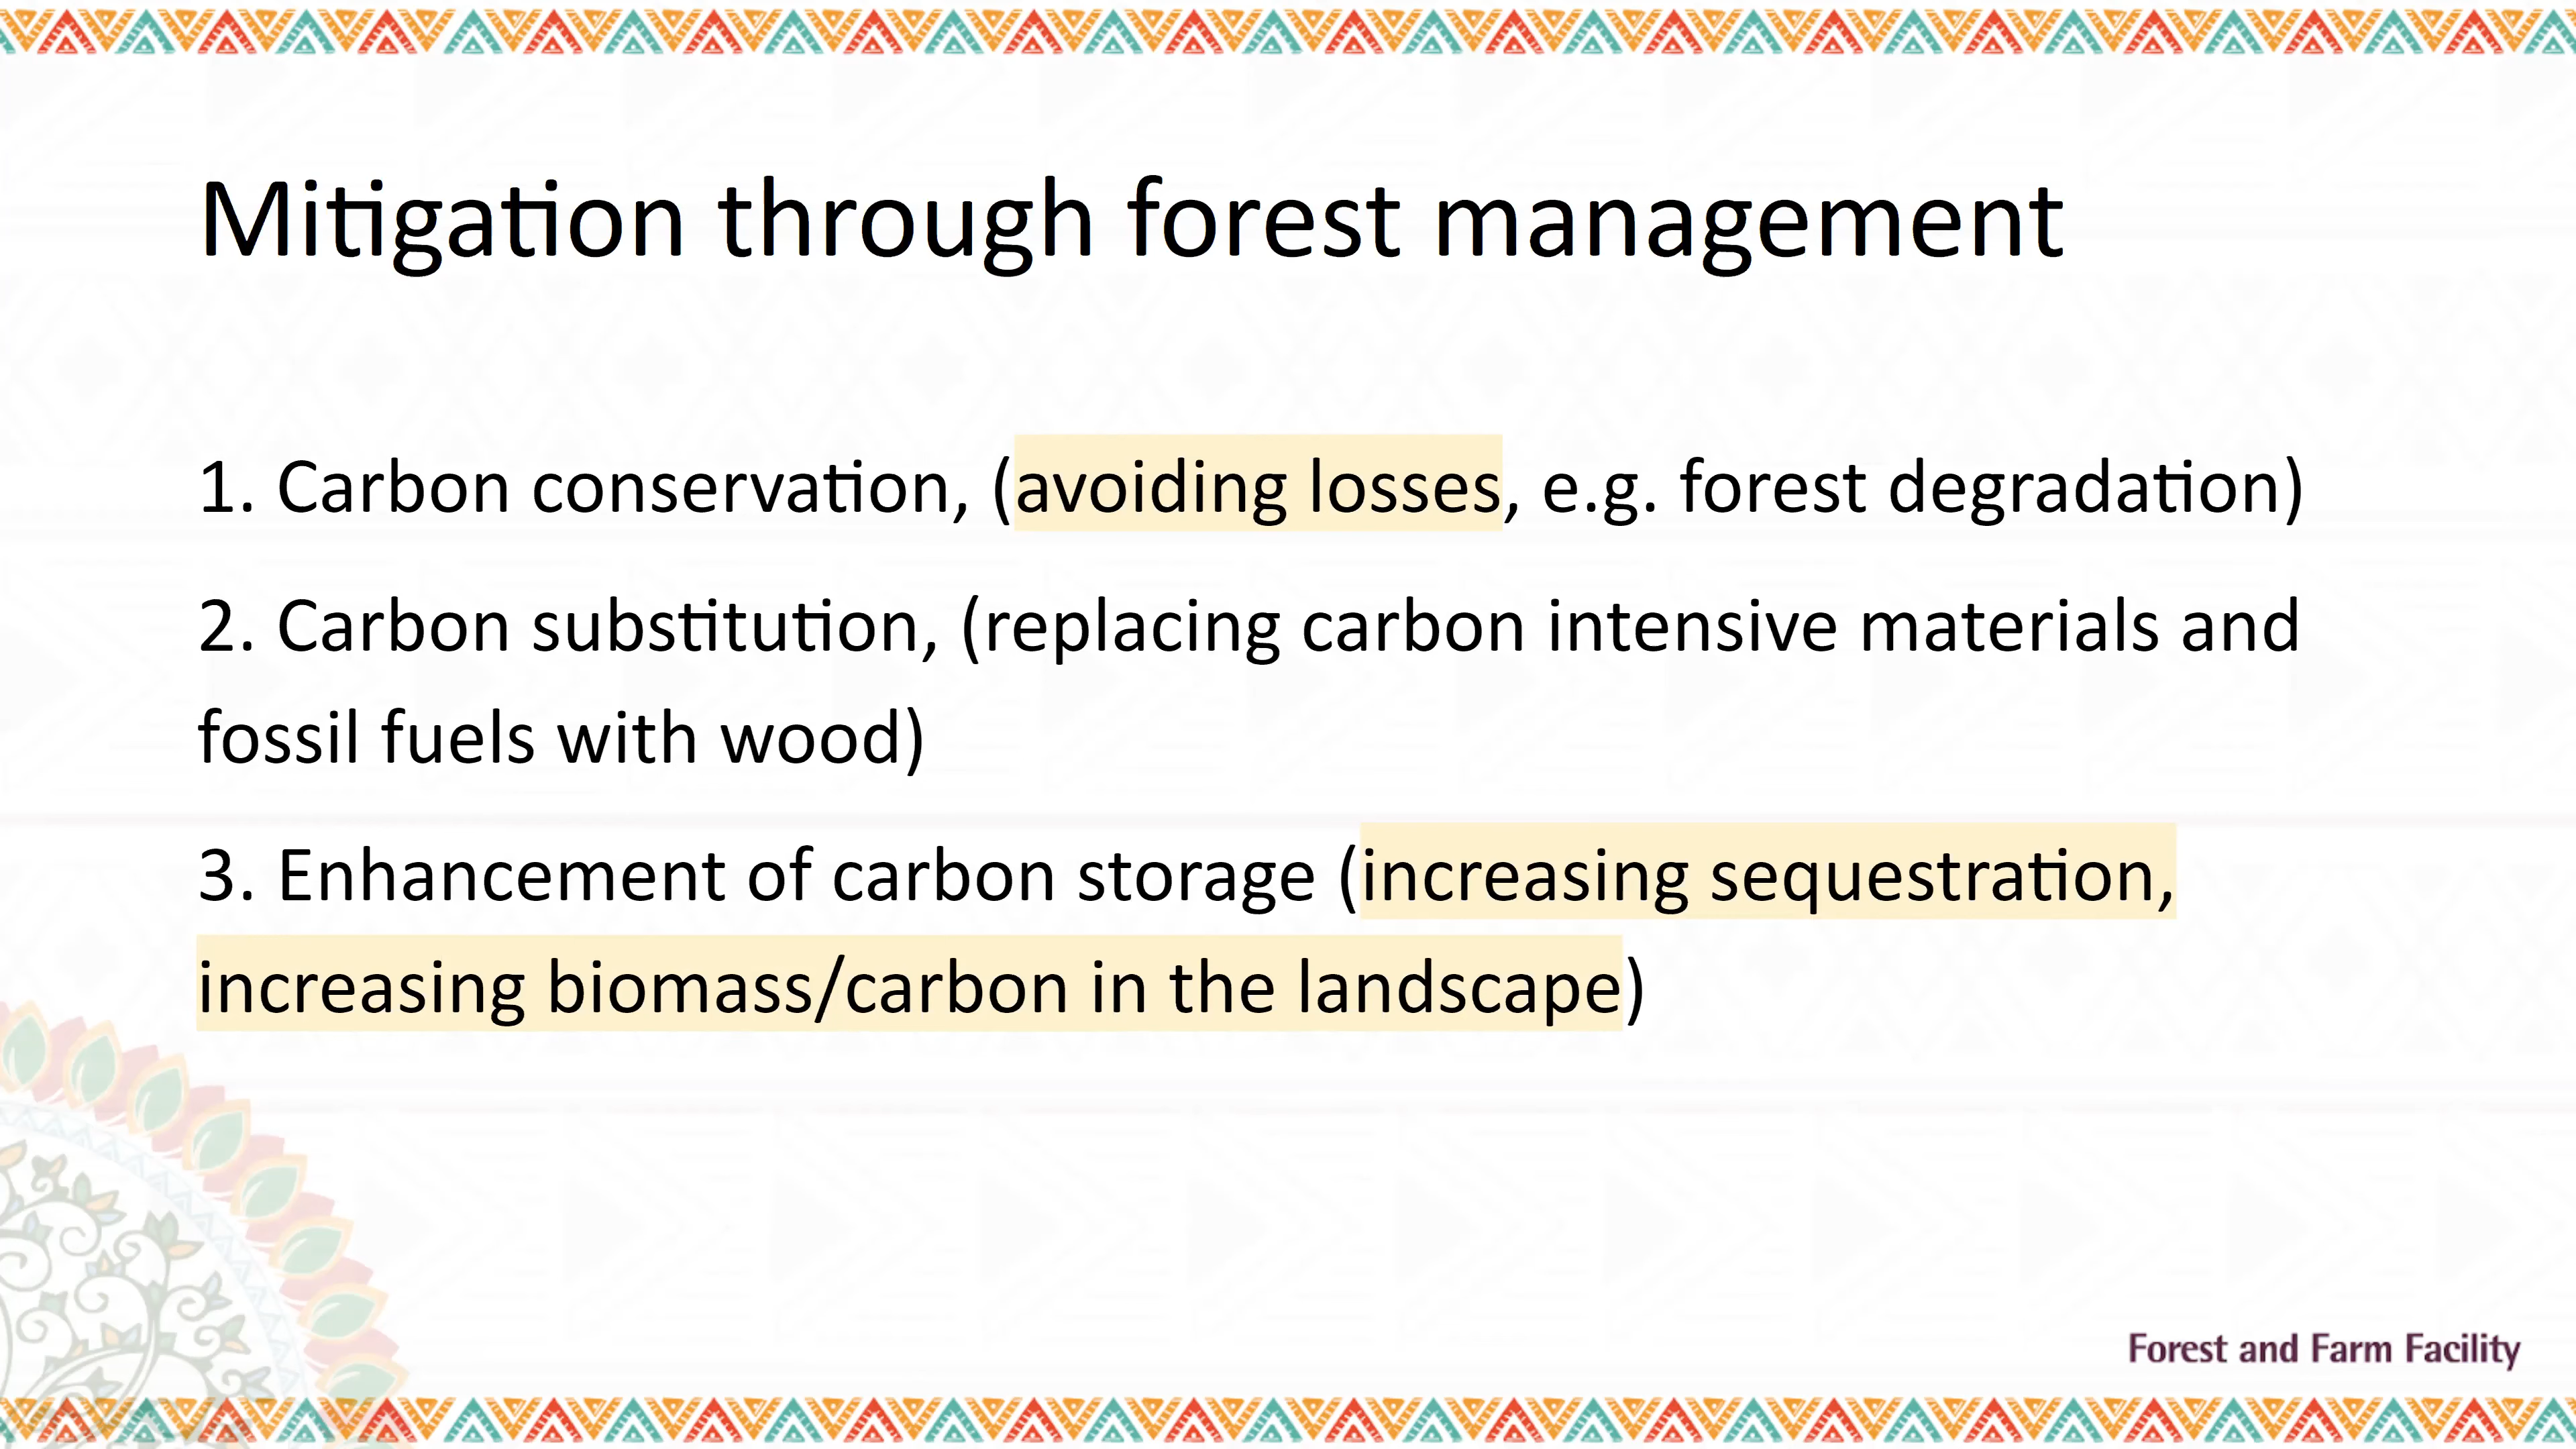 Mitigation through forest management
1. Carbon conservation, (avoiding losses, e.g. forest degradation)
2. Carbon substitution, (replacing carbon intensive materials and
fossil fuels with wood)
3. Enhancement of carbon storage (increasing sequestration,
increasing biomass/carbon in the landscape)
Forest and Farm Facility